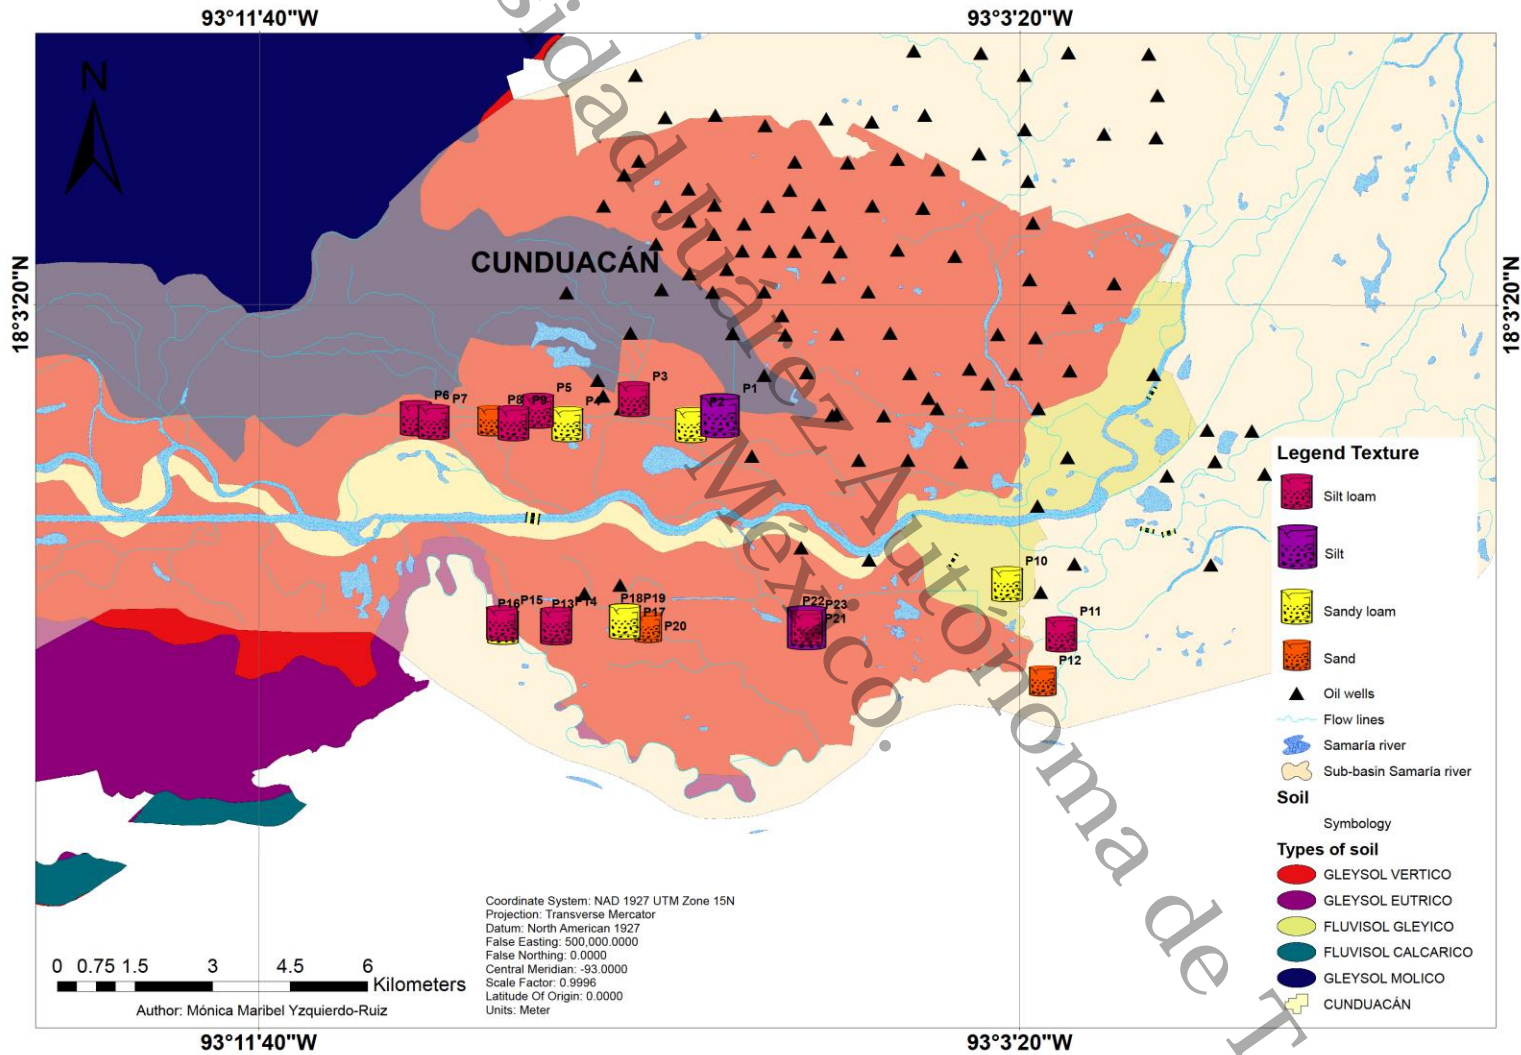 93°11'40"W
93°3'20"W
N
sidad Juárez Autónoma de T
México.
CUNDUACÁN
18°3'20"N
18°3'20"N
P1
P2
P3
P4
P5
P6
P7
P8
P9
P10
P11
P12
P13
P14
P15
P16
P17
P18
P19
P20
P21
P22
P23
Legend Texture
Silt loam
Silt
Sandy loam
Sand
Oil wells
Flow lines
Samaría river
Sub-basin Samaría river
Soil
Symbology
Types of soil
GLEYSOL VERTICO
GLEYSOL EUTRICO
FLUVISOL GLEYICO
FLUVISOL CALCARICO
GLEYSOL MOLICO
CUNDUACÁN
Coordinate System: NAD 1927 UTM Zone 15N
Projection: Transverse Mercator
Datum: North American 1927
False Easting: 500,000.0000
False Northing: 0.0000
Central Meridian: -93.0000
Scale Factor: 0.9996
Latitude Of Origin: 0.0000
Units: Meter
0 0.75 1.5 3 4.5 6
Kilometers
Author: Mónica Maribel Yzquierdo-Ruiz
93°11'40"W
93°3'20"W